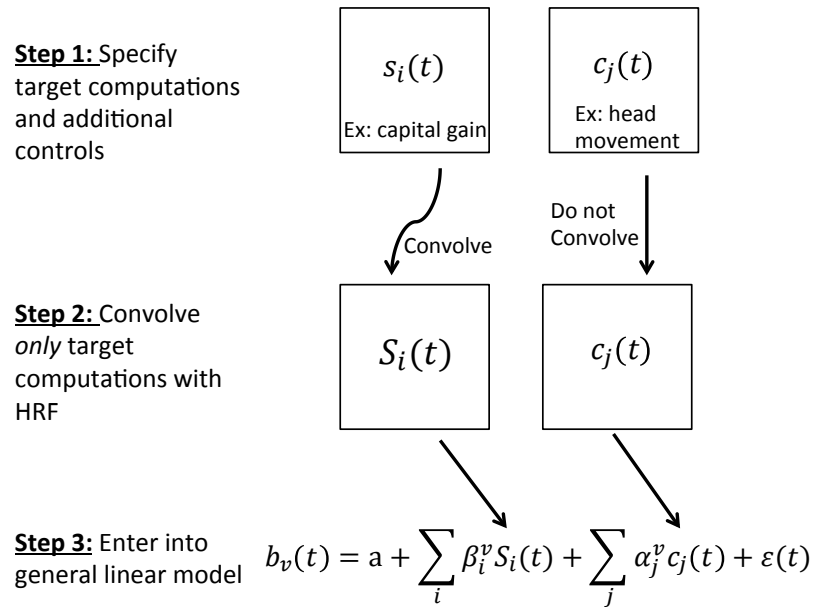 Step 1: Specify
target computations
and additional
controls
s_i(t)
Ex: capital gain
c_j(t)
Ex: head
movement
Convolve
Do not
Convolve
Step 2: Convolve
only target
computations with
HRF
S_i(t)
c_j(t)
Step 3: Enter into
general linear model
b_v(t) = a + ∑_i β_i^v S_i(t) + ∑_j α_j^v c_j(t) + ε(t)